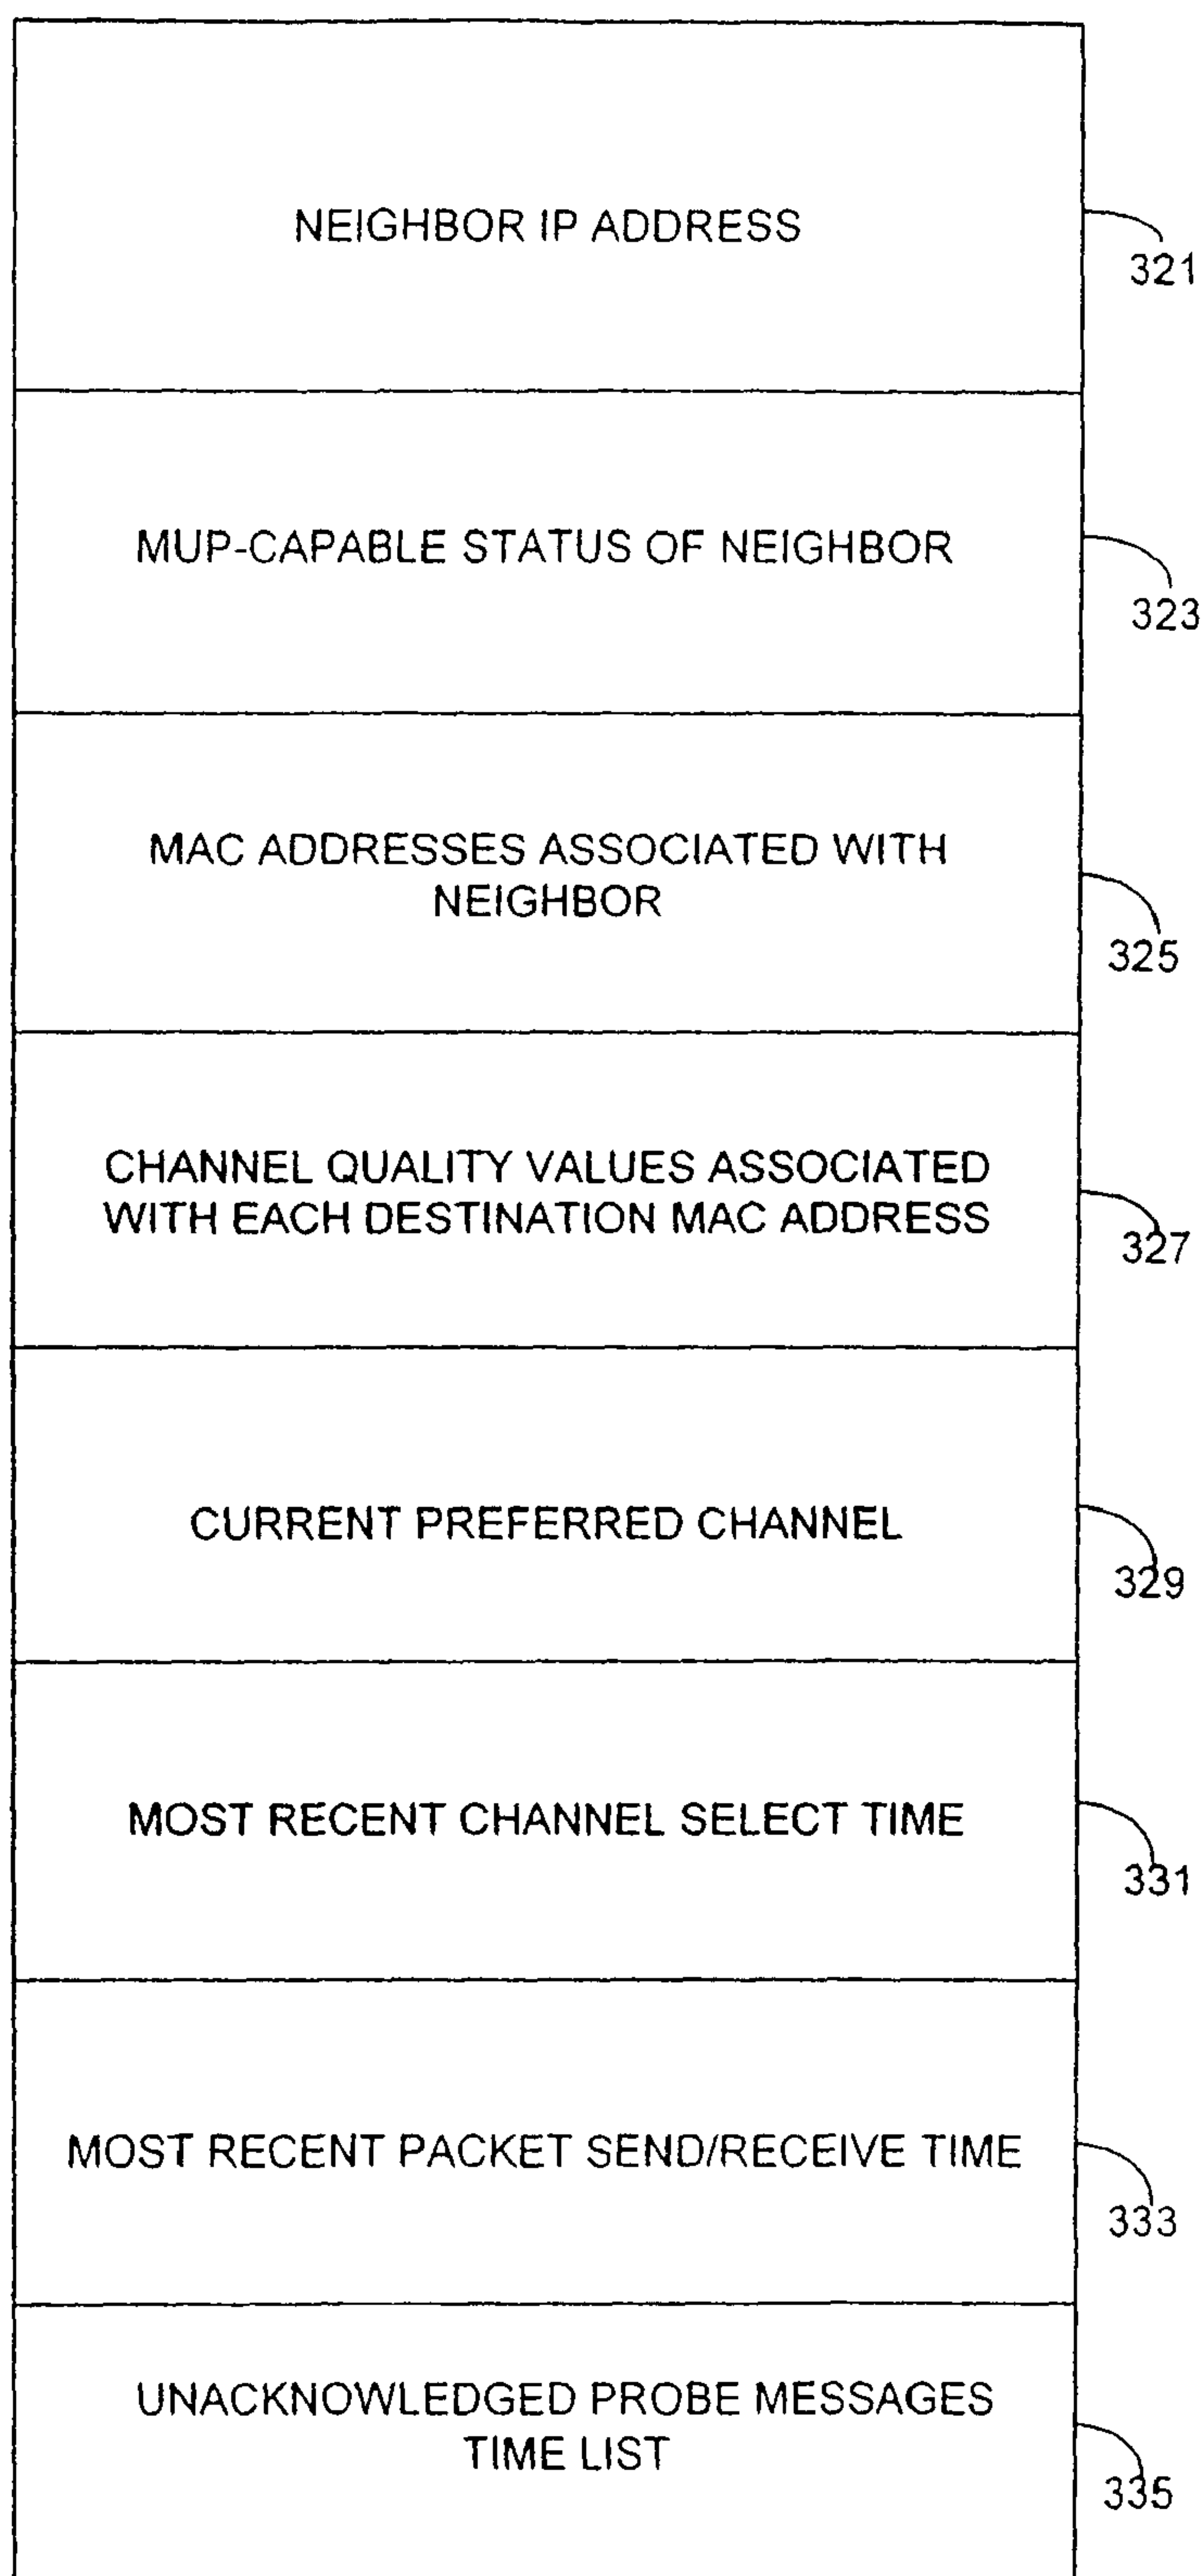 NEIGHBOR IP ADDRESS
321
MUP-CAPABLE STATUS OF NEIGHBOR
323
MAC ADDRESSES ASSOCIATED WITH
NEIGHBOR
325
CHANNEL QUALITY VALUES ASSOCIATED
WITH EACH DESTINATION MAC ADDRESS
327
CURRENT PREFERRED CHANNEL
329
MOST RECENT CHANNEL SELECT TIME
331
MOST RECENT PACKET SEND/RECEIVE TIME
333
UNACKNOWLEDGED PROBE MESSAGES
TIME LIST
335